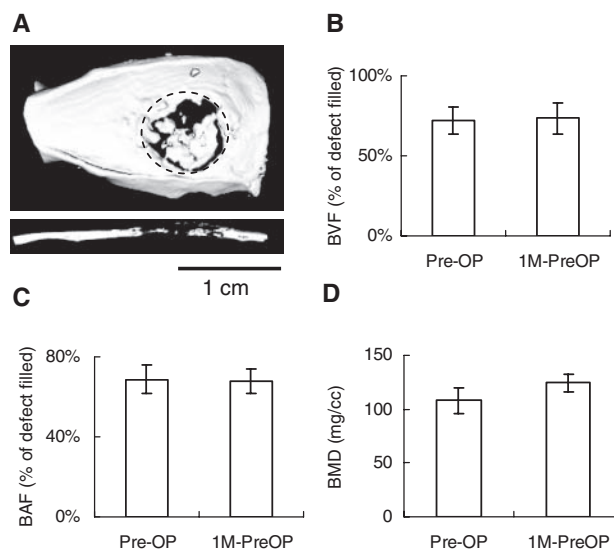 A
1 cm
B
BVF (% of defect filled)
100%
50%
0%
Pre-OP 1M-PreOP
C
BAF (% of defect filled)
80%
40%
0%
Pre-OP 1M-PreOP
D
BMD (mg/cc)
150
100
50
0
Pre-OP 1M-PreOP